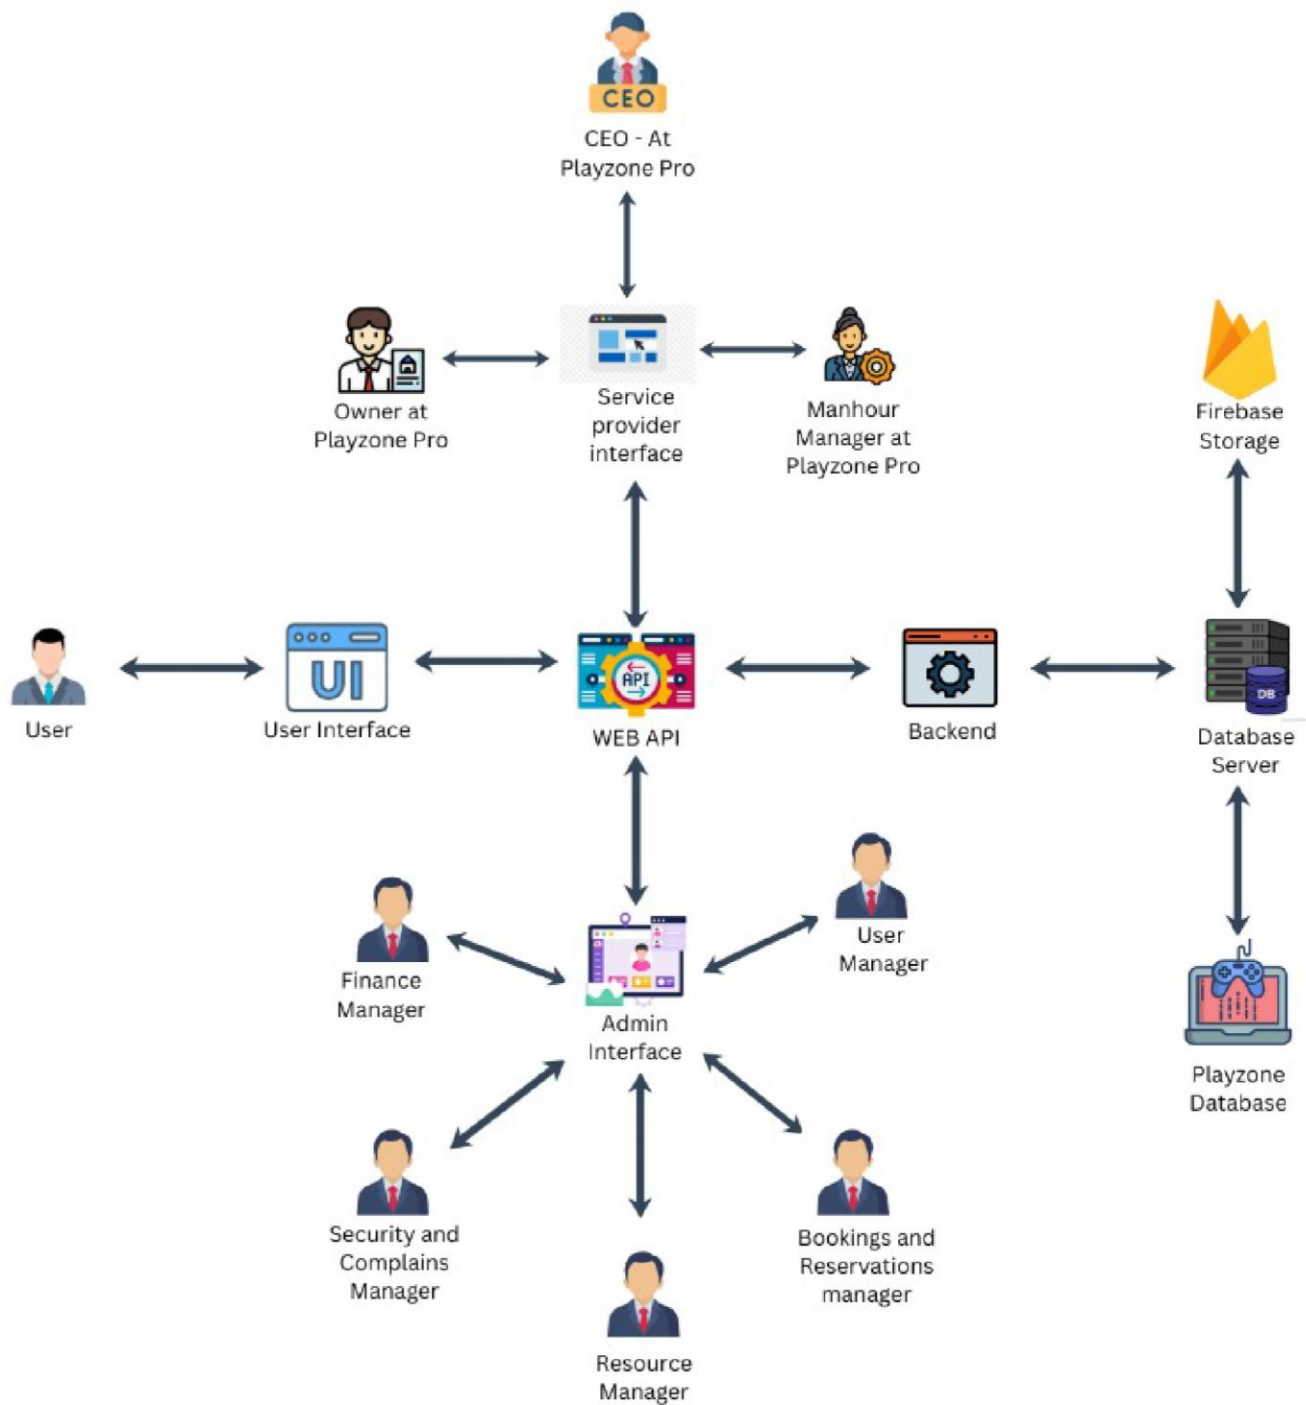 CEO
CEO - At
Playzone Pro
Owner at
Playzone Pro
Service
provider
interface
Manhour
Manager at
Playzone Pro
Firebase
Storage
User
UI
User Interface
API
WEB API
Backend
DB
Database
Server
Finance
Manager
User
Manager
Admin
Interface
Playzone
Database
Security and
Complains
Manager
Bookings and
Reservations
manager
Resource
Manager